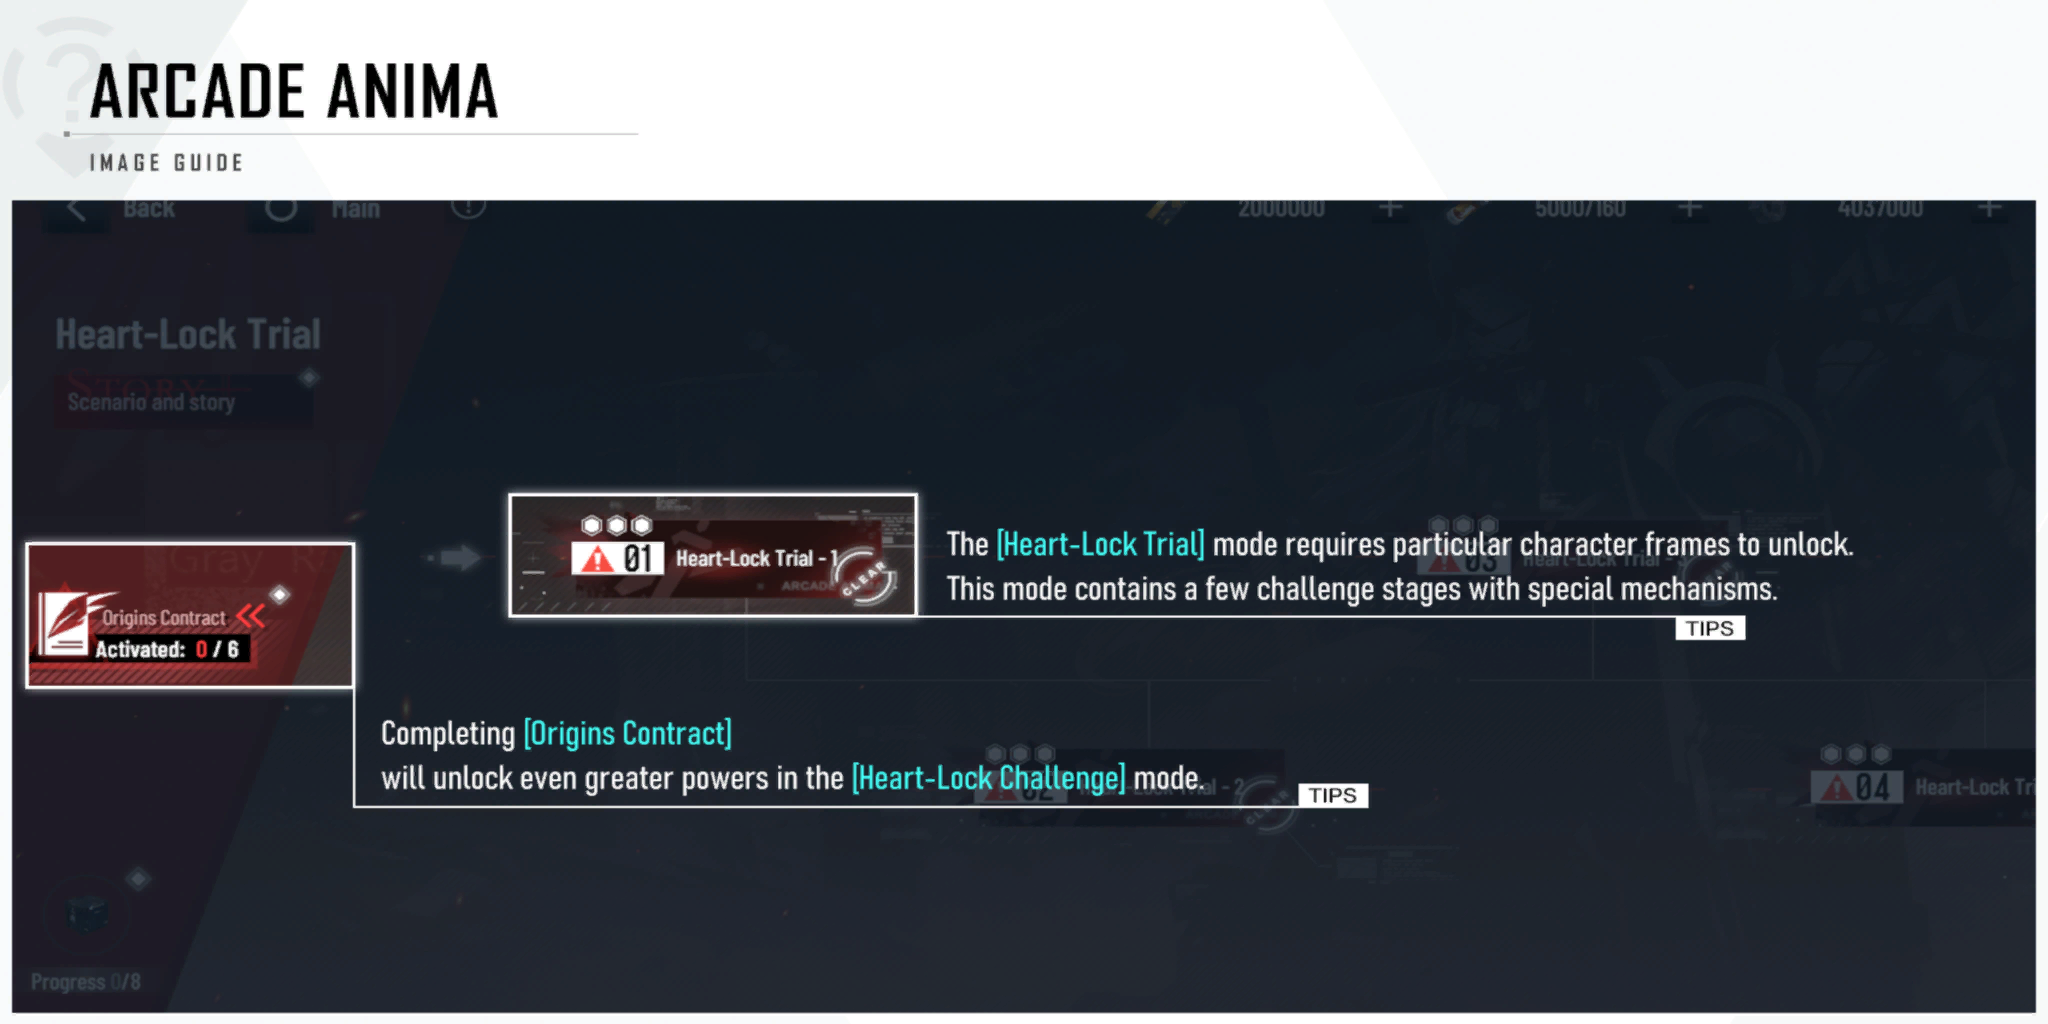 ARCADE ANIMA
IMAGE GUIDE
Back
Main
2000000
5000/160
4037000
Heart-Lock Trial
STORY
Scenario and story
01
Heart-Lock Trial - 1
CLEAR
The [Heart-Lock Trial] mode requires particular character frames to unlock.
03
Heart-Lock Trial -
This mode contains a few challenge stages with special mechanisms.
TIPS
Origins Contract
Activated: 0 / 6
Completing [Origins Contract]
will unlock even greater powers in the [Heart-Lock Challenge] mode.
TIPS
02
Trial - 2
CLEAR
04
Heart-Lock Tri
Progress 0/8